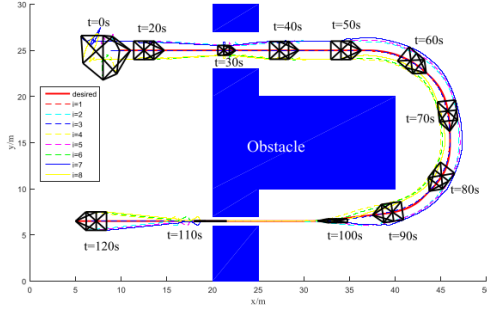 30
25
20
15
10
5
0
y/m
t=0s
t=20s
t=30s
t=40s
t=50s
t=60s
t=70s
t=80s
t=90s
t=100s
t=110s
t=120s
desired
i=1
i=2
i=3
i=4
i=5
i=6
i=7
i=8
Obstacle
0 5 10 15 20 25 30 35 40 45 50
x/m